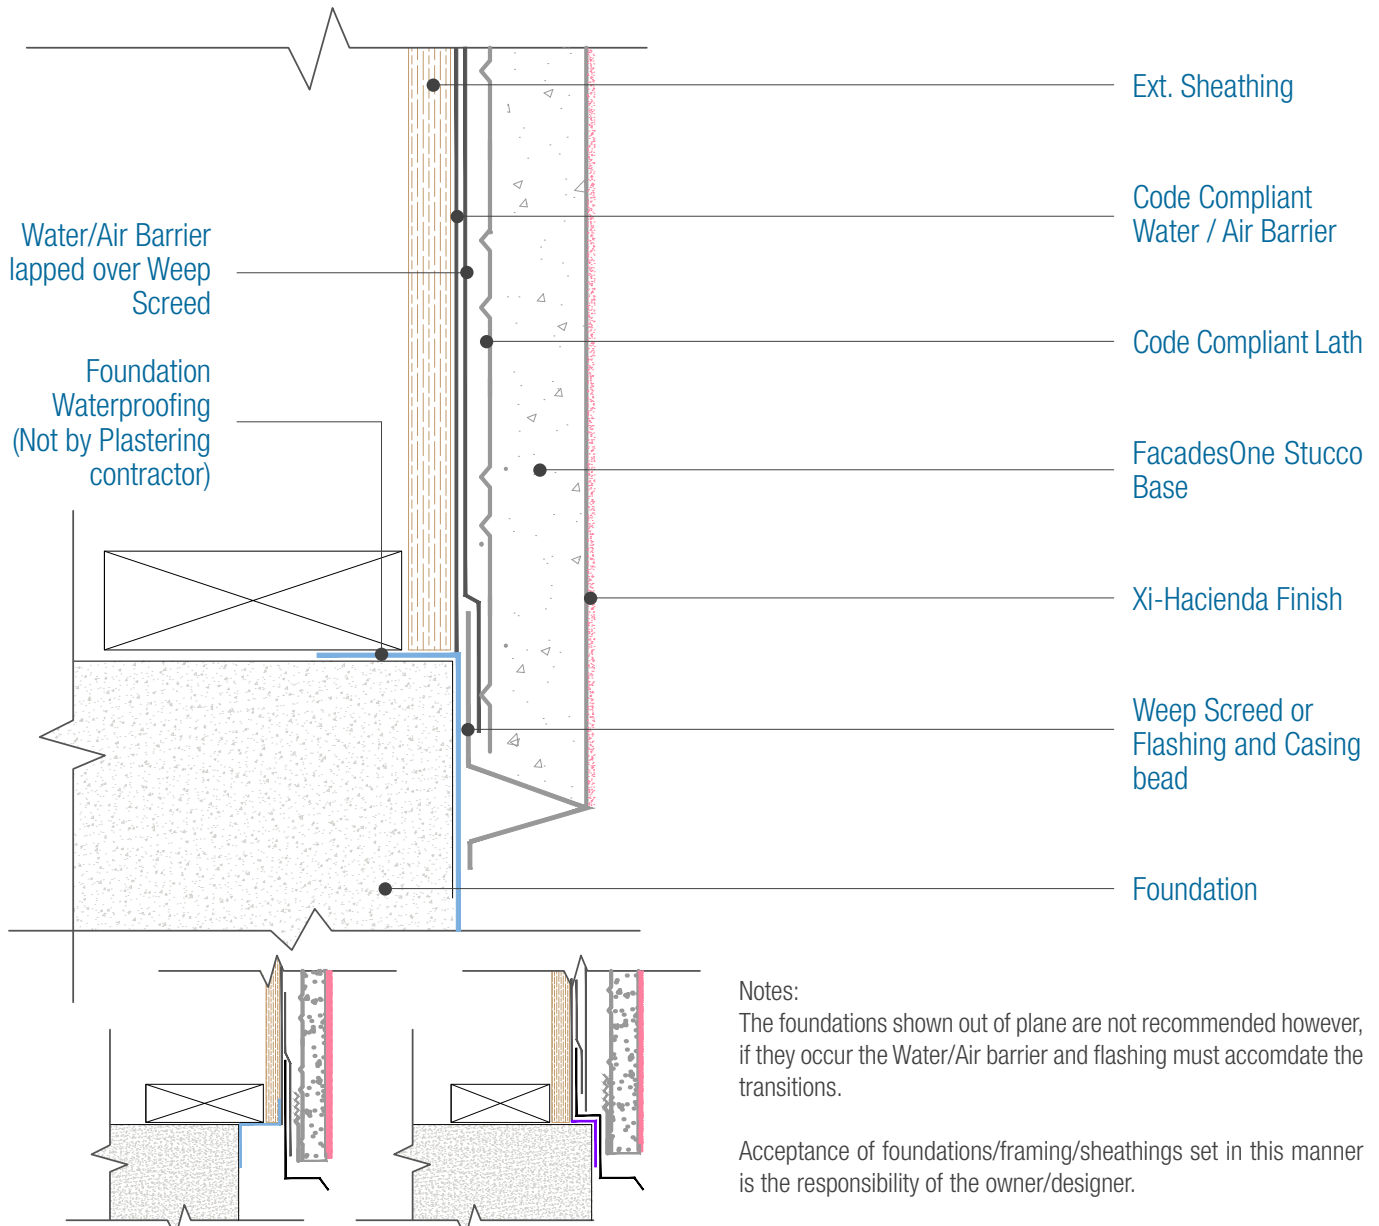 Ext. Sheathing
Code Compliant
Water / Air Barrier
Water/Air Barrier
lapped over Weep
Screed
Code Compliant Lath
Foundation
Waterproofing
(Not by Plastering
contractor)
FacadesOne Stucco
Base
Xi-Hacienda Finish
Weep Screed or
Flashing and Casing
bead
Foundation
Notes:
The foundations shown out of plane are not recommended however,
if they occur the Water/Air barrier and flashing must accomdate the
transitions.
Acceptance of foundations/framing/sheathings set in this manner
is the responsibility of the owner/designer.